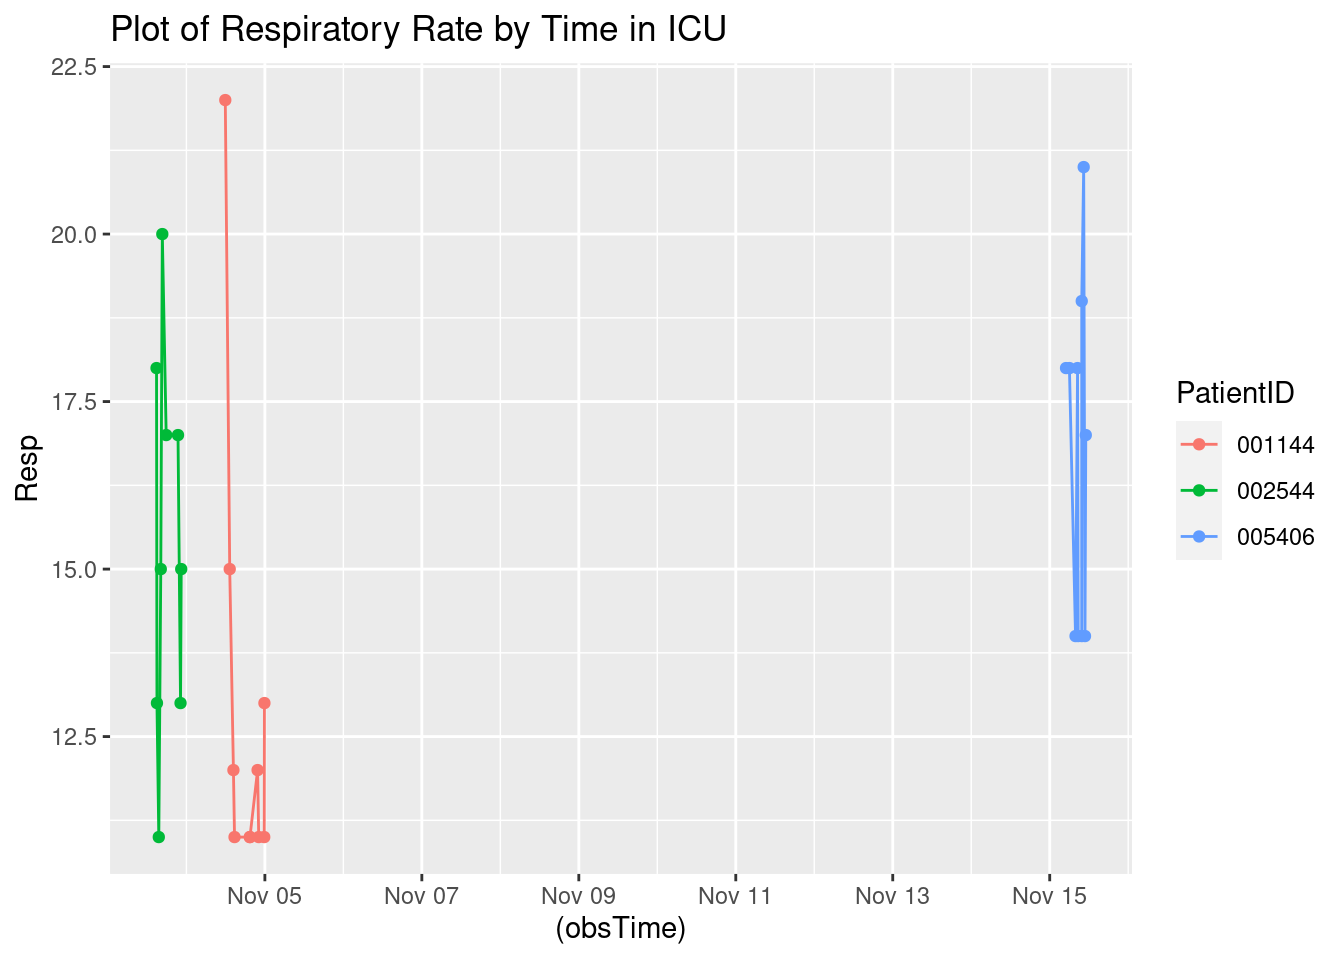 Plot of Respiratory Rate by Time in ICU
22.5
20.0
17.5
15.0
12.5
Resp
Nov 05 Nov 07 Nov 09 Nov 11 Nov 13 Nov 15
(obsTime)
PatientID
001144
002544
005406